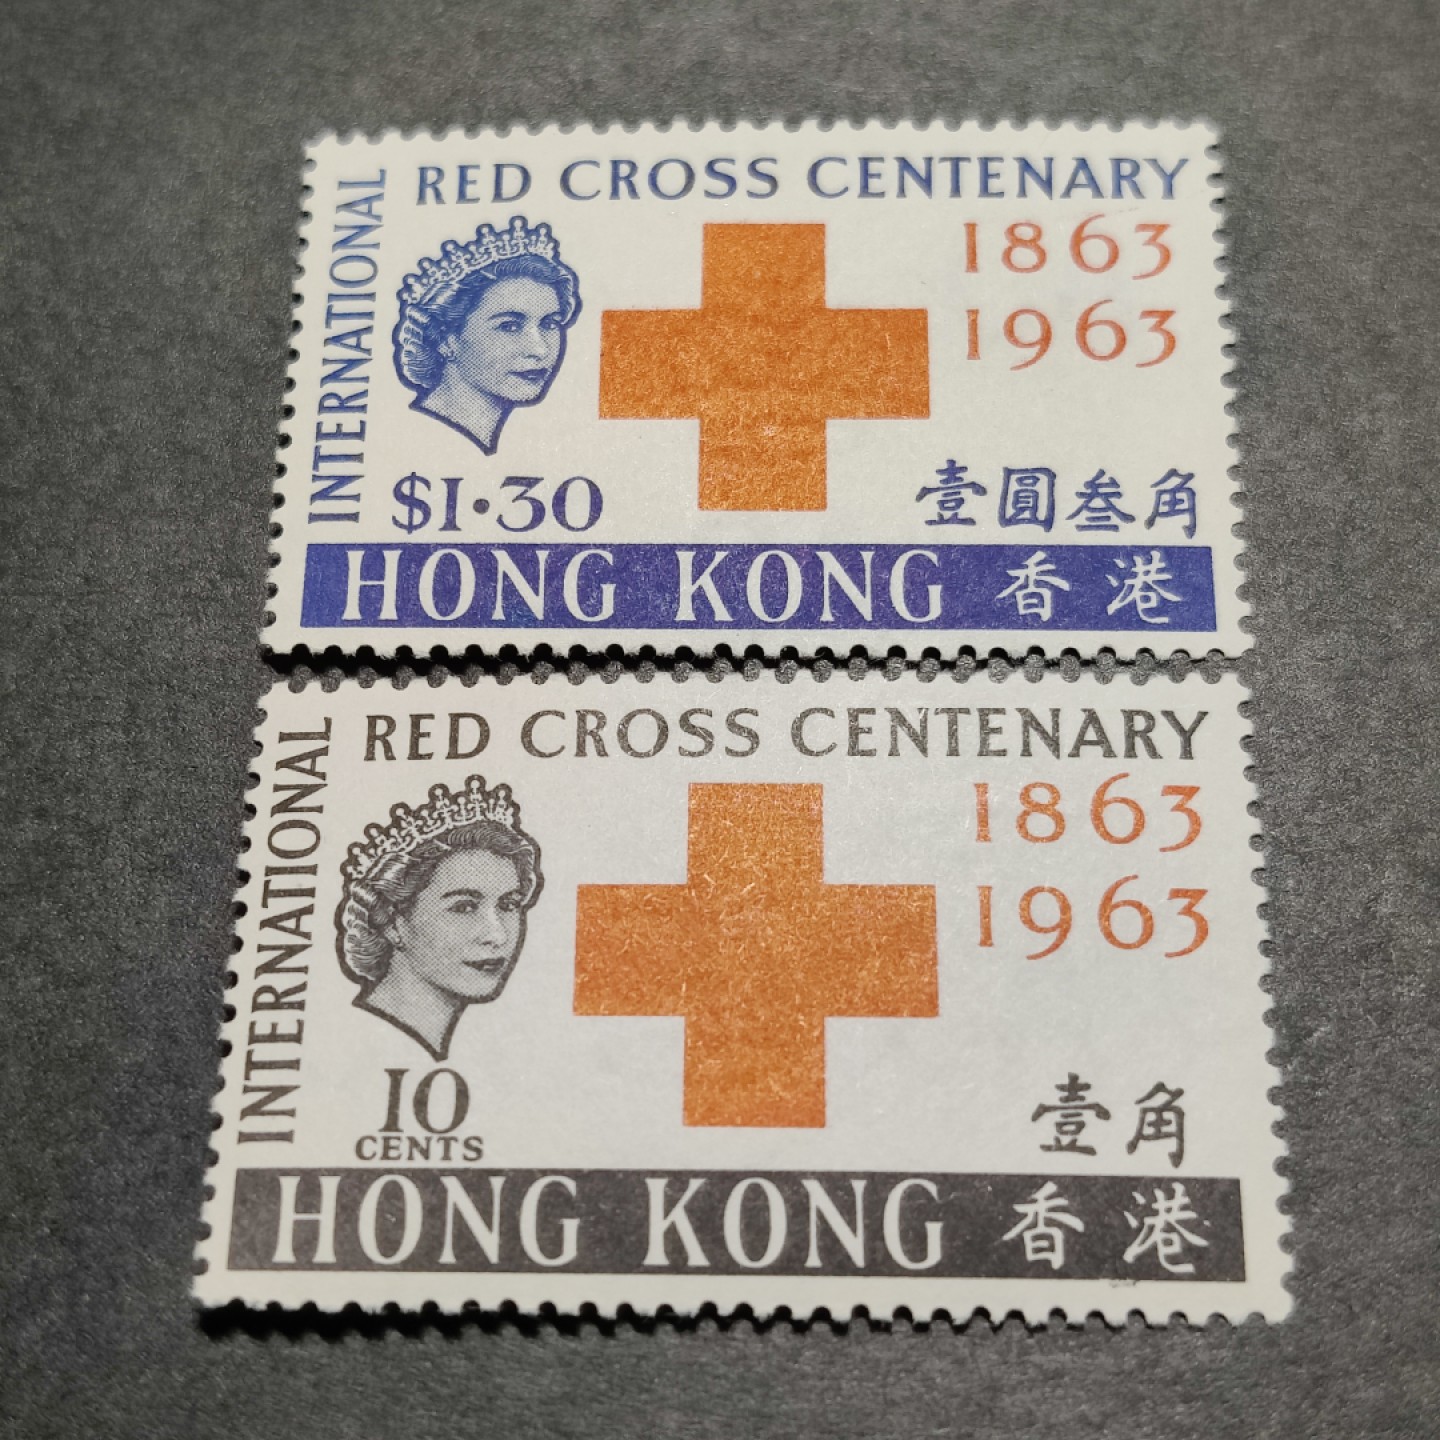 INTERNATIONAL
RED CROSS CENTENARY
1863
1963
$1·30
壹圓叁角
HONG KONG 香港
INTERNATIONAL
RED CROSS CENTENARY
1863
1963
10
CENTS
壹角
HONG KONG 香港